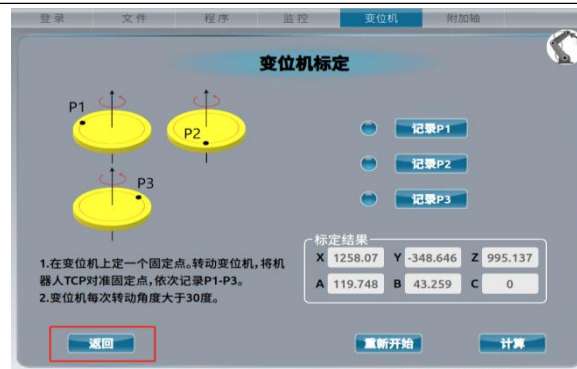 登录 文件 程序 监控 变位机 附加轴
变位机标定
P1
P2
P3
记录P1
记录P2
记录P3
1.在变位机上定一个固定点。转动变位机,将机
器人TCP对准固定点,依次记录P1-P3。
2.变位机每次转动角度大于30度。
标定结果
X 1258.07 Y -348.646 Z 995.137
A 119.748 B 43.259 C 0
返回 重新开始 计算